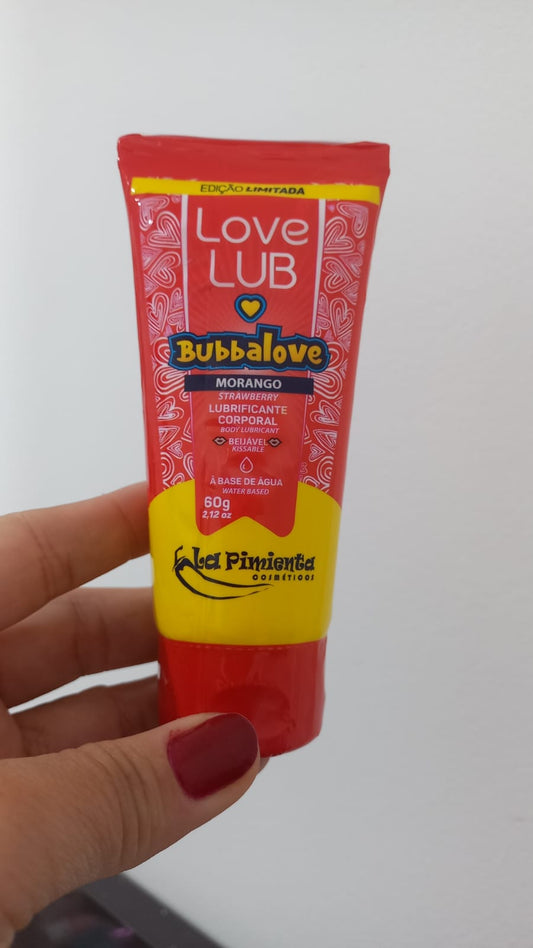 EDIÇÃO LIMITADA
LOVE
LUB
BUBBALOVE
MORANGO
STRAWBERRY
LUBRIFICANTE
CORPORAL
BODY LUBRICANT
BEIJÁVEL
KISSABLE
À BASE DE ÁGUA
WATER BASED
60g
2,12 oz
La Pimienta
COSMÉTICOS